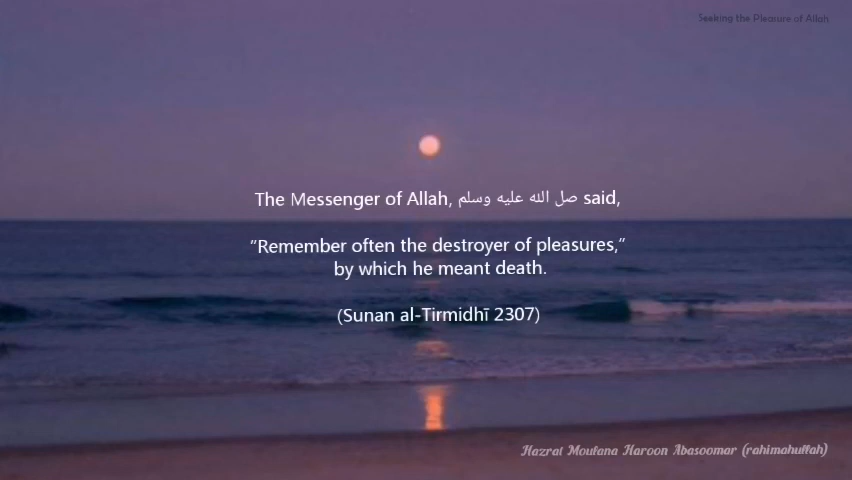 Seeking the Pleasure of Allah
The Messenger of Allah, صل الله عليه وسلم said,
"Remember often the destroyer of pleasures,“
by which he meant death.
(Sunan al-Tirmidhī 2307)
Hazrat Moulana Haroon Abasoomar (rahimahullah)